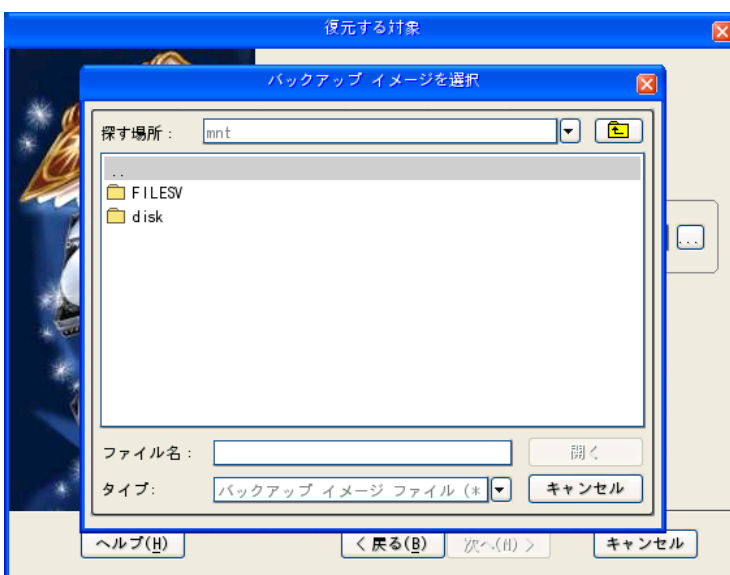 復元する対象
バックアップ イメージを選択
探す場所： mnt
..
FILESV
disk
...
ファイル名： 開く
タイプ: バックアップ イメージ ファイル (* キャンセル
ヘルプ(H) < 戻る(B) 次へ(N) > キャンセル